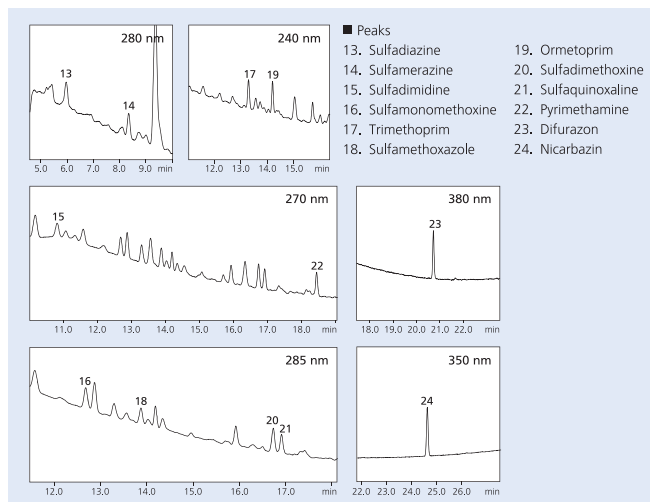 280 nm
13
14
5.0 6.0 7.0 8.0 9.0 min
240 nm
17 19
12.0 13.0 14.0 15.0 min
■ Peaks
13. Sulfadiazine
14. Sulfamerazine
15. Sulfadimidine
16. Sulfamonomethoxine
17. Trimethoprim
18. Sulfamethoxazole
19. Ormetoprim
20. Sulfadimethoxine
21. Sulfaquinoxaline
22. Pyrimethamine
23. Difurazon
24. Nicarbazin
270 nm
15
22
11.0 12.0 13.0 14.0 15.0 16.0 17.0 18.0 min
380 nm
23
17.0 18.0 19.0 20.0 21.0 22.0 min
285 nm
16
18
20
21
12.0 13.0 14.0 15.0 16.0 17.0 min
350 nm
24
22.0 23.0 24.0 25.0 26.0 min